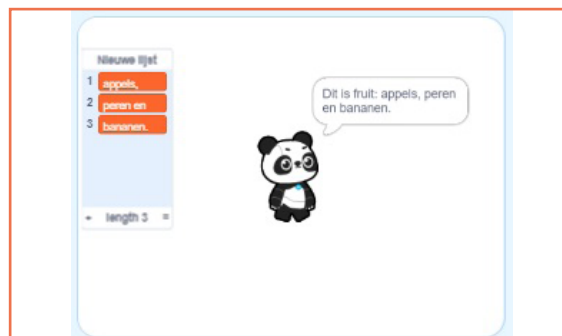 Nieuwe lijst
1 appels,
2 peren en
3 bananen.
+ length 3 =
Dit is fruit: appels, peren
en bananen.